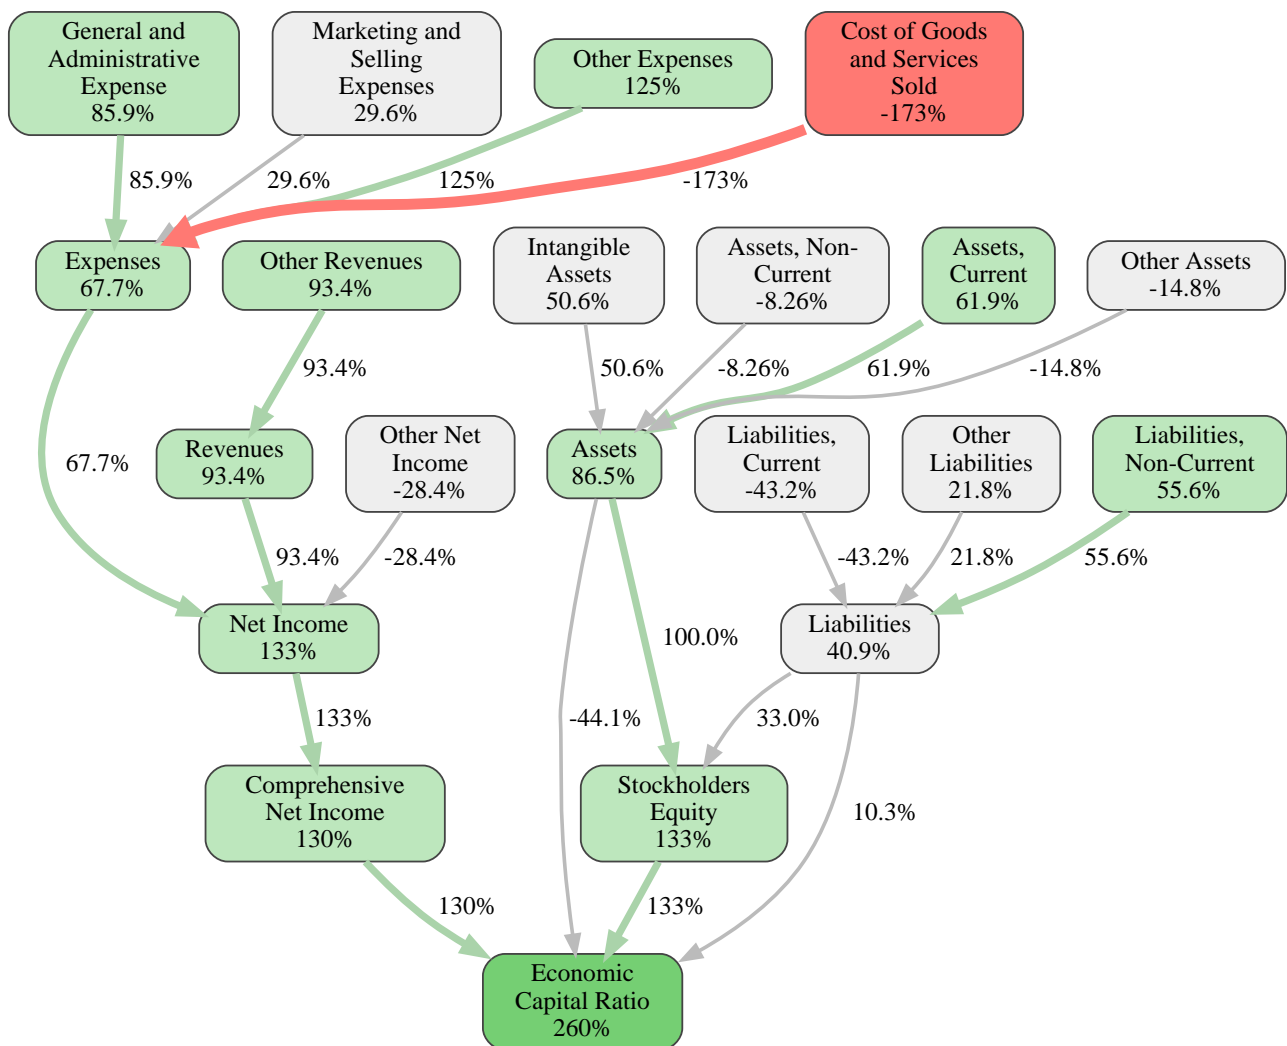 General and
Administrative
Expense
85.9%
Marketing and
Selling
Expenses
29.6%
Other Expenses
125%
Cost of Goods
and Services
Sold
-173%
85.9%
29.6%
125%
-173%
Expenses
67.7%
Other Revenues
93.4%
Intangible
Assets
50.6%
Assets, Non-
Current
-8.26%
Assets,
Current
61.9%
Other Assets
-14.8%
93.4%
50.6%
-8.26%
61.9%
-14.8%
67.7%
Revenues
93.4%
Other Net
Income
-28.4%
Assets
86.5%
Liabilities,
Current
-43.2%
Other
Liabilities
21.8%
Liabilities,
Non-Current
55.6%
93.4%
-28.4%
-43.2%
21.8%
55.6%
Net Income
133%
100.0%
Liabilities
40.9%
133%
-44.1%
33.0%
Comprehensive
Net Income
130%
Stockholders
Equity
133%
10.3%
130%
133%
Economic
Capital Ratio
260%